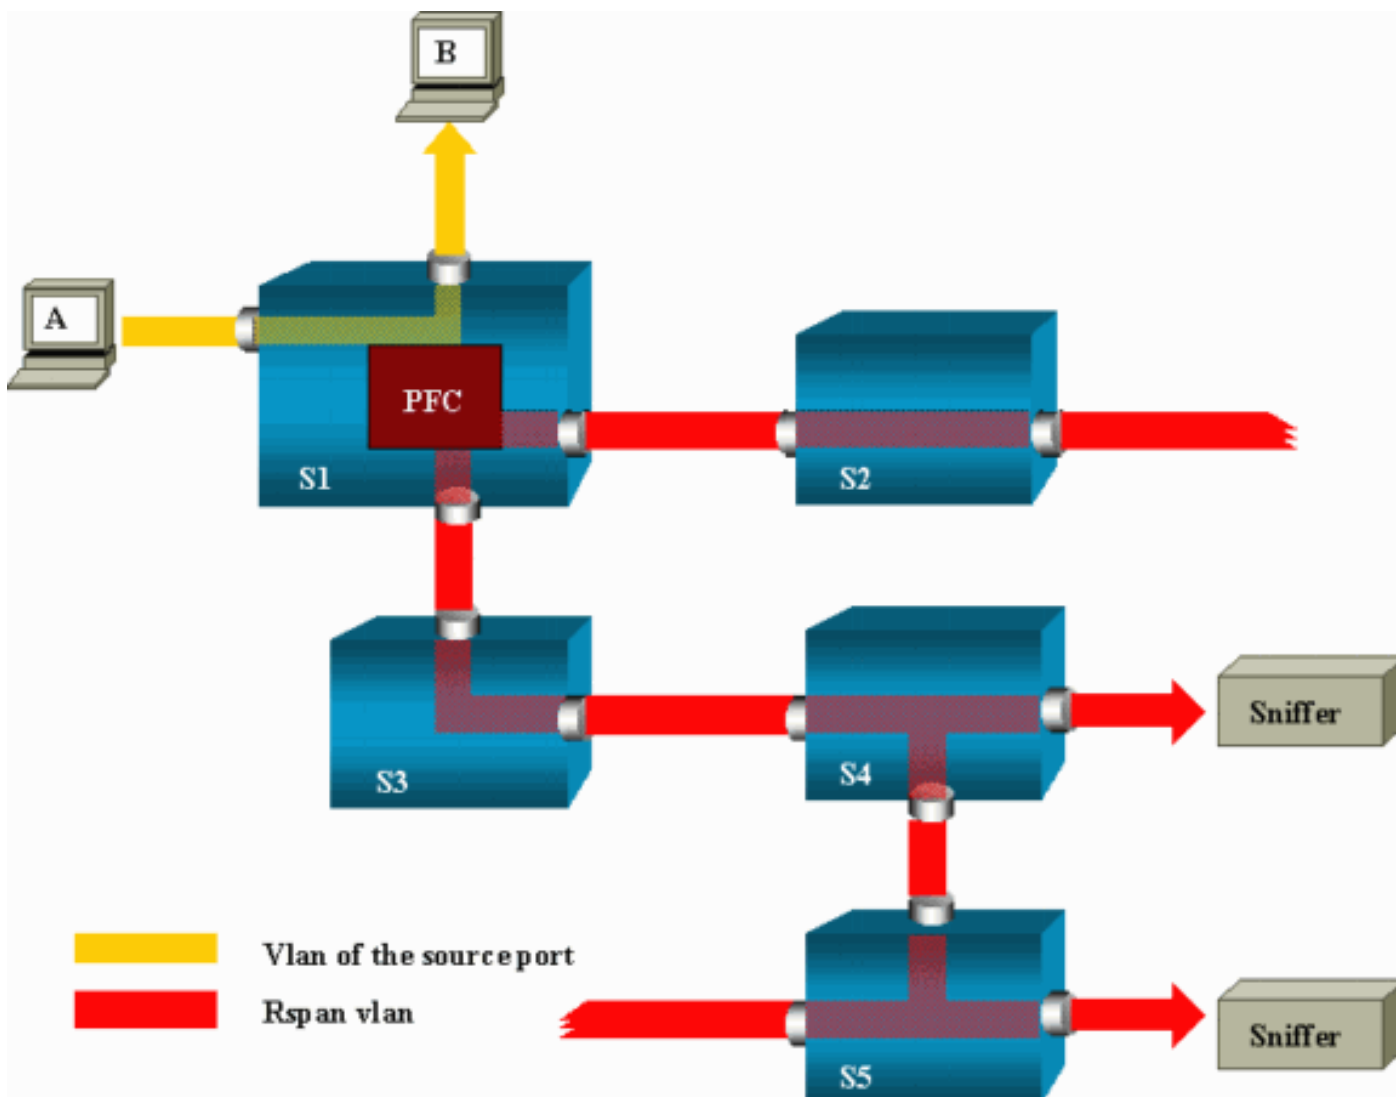 B
A
PFC
S1
S2
S3
S4
Sniffer
Vlan of the source port
Rspan vlan
S5
Sniffer